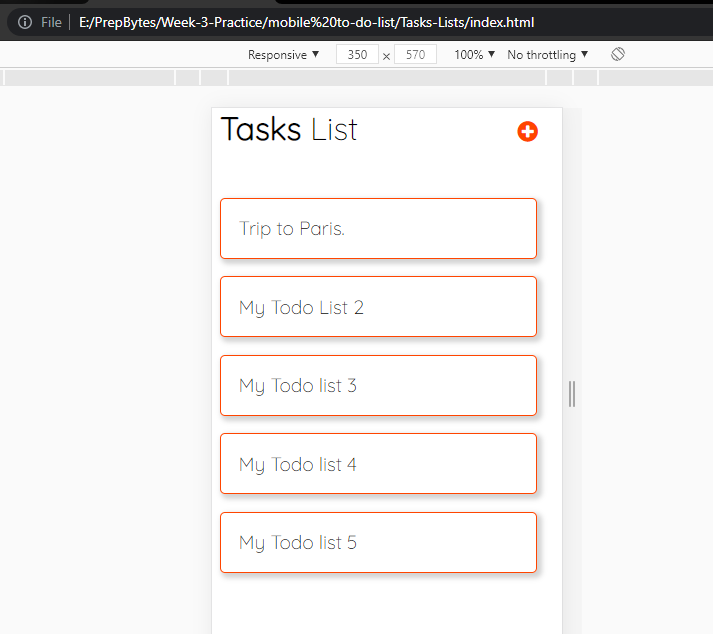 File E:/PrepBytes/Week-3-Practice/mobile%20to-do-list/Tasks-Lists/index.html
Responsive ▼ 350 x 570 100% ▼ No throttling ▼
Tasks List
Trip to Paris.
My Todo List 2
My Todo list 3
My Todo list 4
My Todo list 5